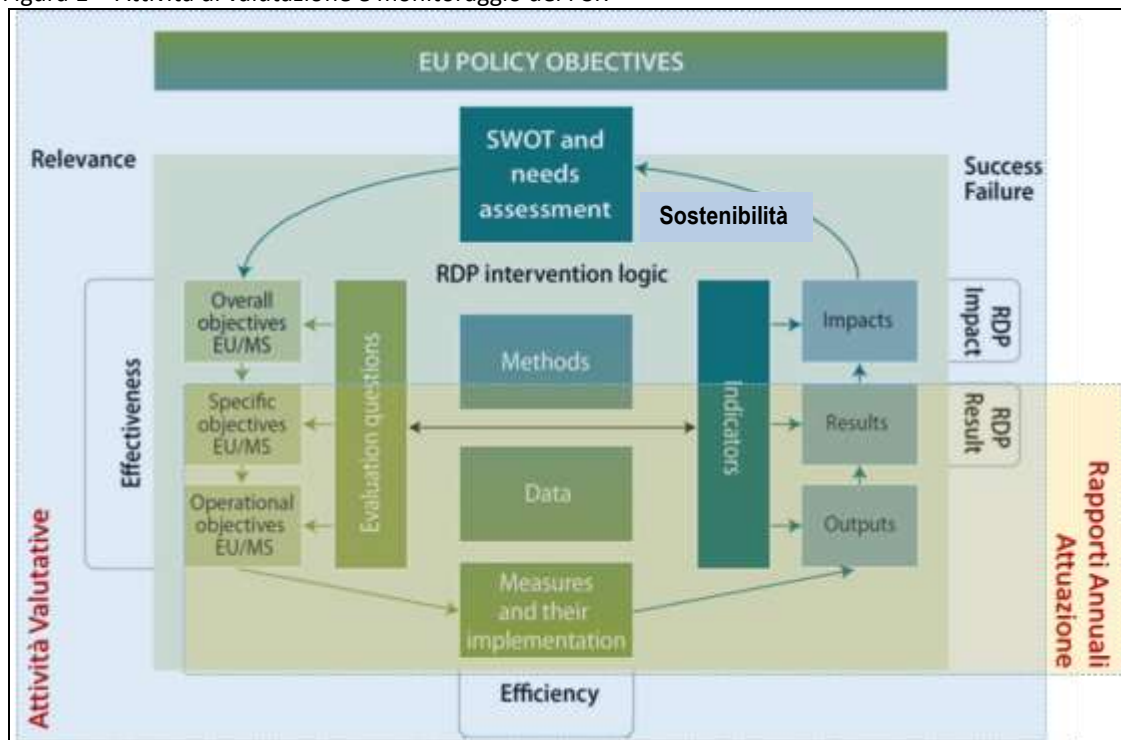 EU POLICY OBJECTIVES
SWOT and
needs
assessment
Relevance
Success
Failure
Sostenibilità
RDP intervention logic
Overall
objectives
EU/MS
Specific
objectives
EU/MS
Operational
objectives
EU/MS
Effectiveness
Evaluation questions
Methods
Data
Measures
and their
implementation
Indicators
Impacts
Results
Outputs
RDP
Impact
RDP
Result
Efficiency
Attività Valutative
Rapporti Annuali
Attuazione